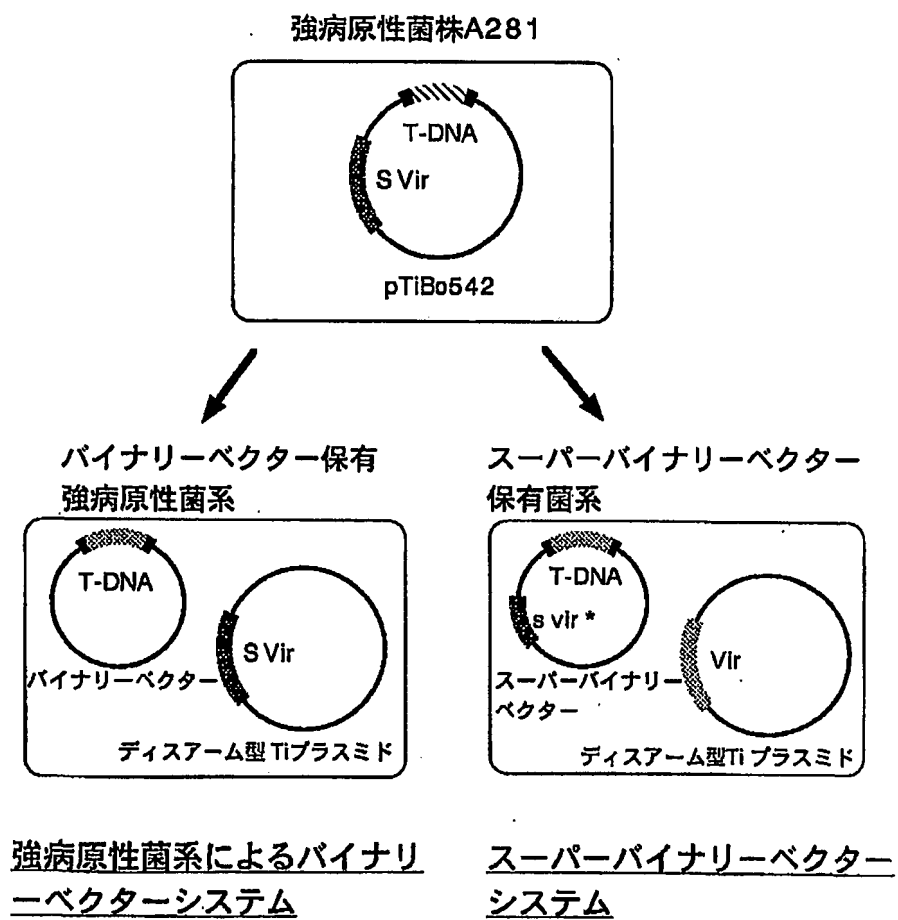 強病原性菌株A281
T-DNA
S Vir
pTiBo542
バイナリーベクター保有
強病原性菌系
T-DNA
S Vir
バイナリーベクター
ディスアーム型 Tiプラスミド
スーパーバイナリーベクター
保有菌系
T-DNA
s vir *
Vir
スーパーバイナリー
ベクター
ディスアーム型Ti プラスミド
強病原性菌系によるバイナリ
ーベクターシステム
スーパーバイナリーベクター
システム